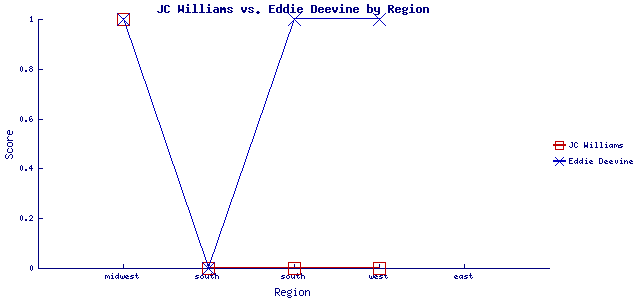 JC Williams vs. Eddie Deevine by Region
1
0.8
0.6
0.4
0.2
0
Score
midwest south south west east
Region
JC Williams
Eddie Deevine